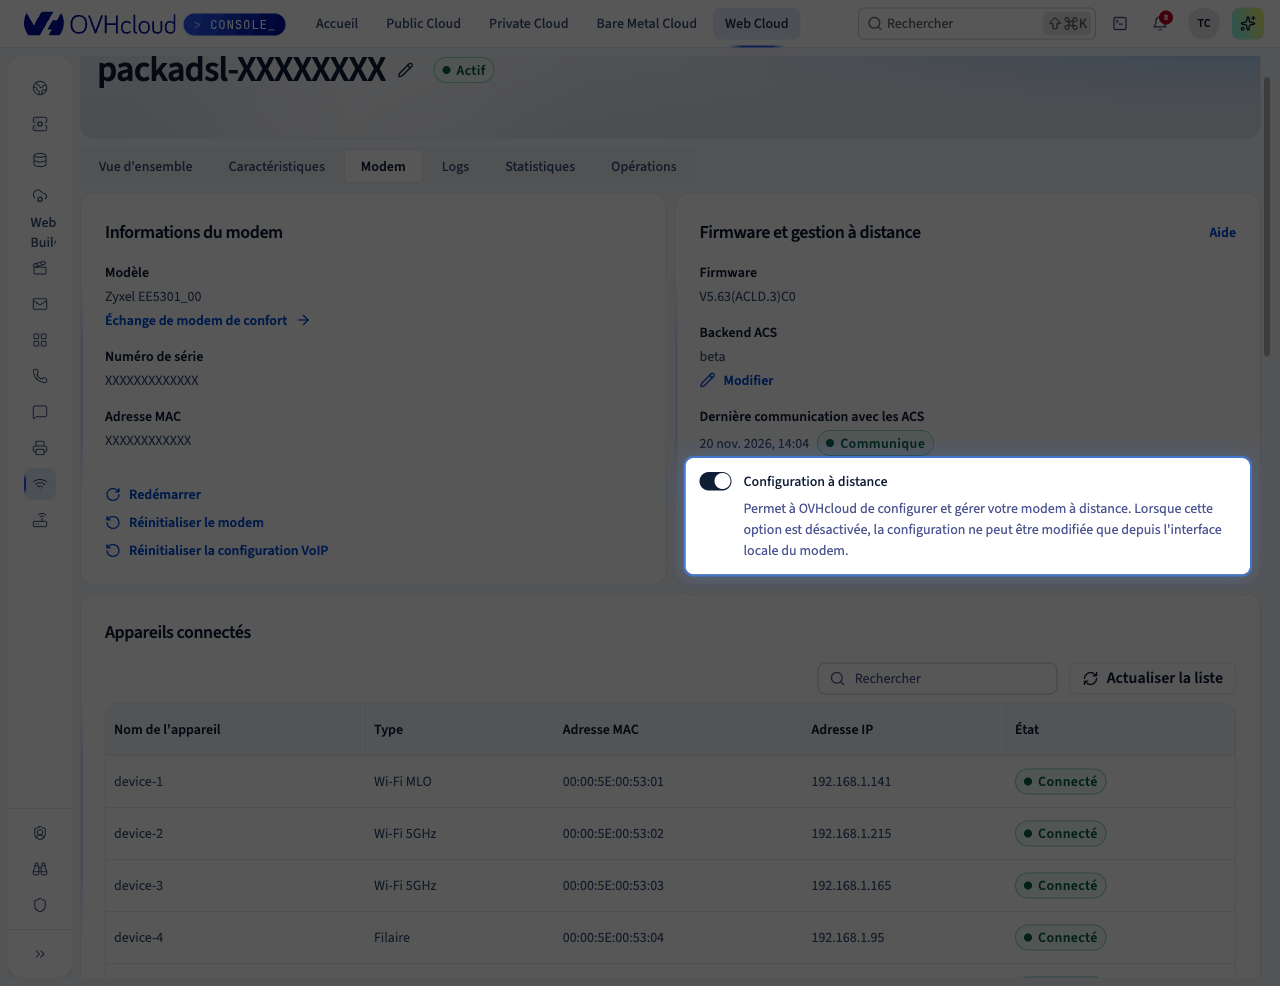 OVHcloud
> CONSOLE_
Accueil
Public Cloud
Private Cloud
Bare Metal Cloud
Web Cloud
Rechercher
⇧⌘K
8
TC
packadsl-XXXXXXXX
Actif
Vue d'ensemble
Caractéristiques
Modem
Logs
Statistiques
Opérations
Web
Buil
Informations du modem
Modèle
Zyxel EE5301_00
Échange de modem de confort
Numéro de série
XXXXXXXXXXXXX
Adresse MAC
XXXXXXXXXXXX
Redémarrer
Réinitialiser le modem
Réinitialiser la configuration VoIP
Firmware et gestion à distance
Aide
Firmware
V5.63(ACLD.3)C0
Backend ACS
beta
Modifier
Dernière communication avec les ACS
20 nov. 2026, 14:04
Communique
Configuration à distance
Permet à OVHcloud de configurer et gérer votre modem à distance. Lorsque cette
option est désactivée, la configuration ne peut être modifiée que depuis l'interface
locale du modem.
Appareils connectés
Rechercher
Actualiser la liste
Nom de l'appareil Type Adresse MAC Adresse IP État
device-1 Wi-Fi MLO 00:00:5E:00:53:01 192.168.1.141 Connecté
device-2 Wi-Fi 5GHz 00:00:5E:00:53:02 192.168.1.215 Connecté
device-3 Wi-Fi 5GHz 00:00:5E:00:53:03 192.168.1.165 Connecté
device-4 Filaire 00:00:5E:00:53:04 192.168.1.95 Connecté